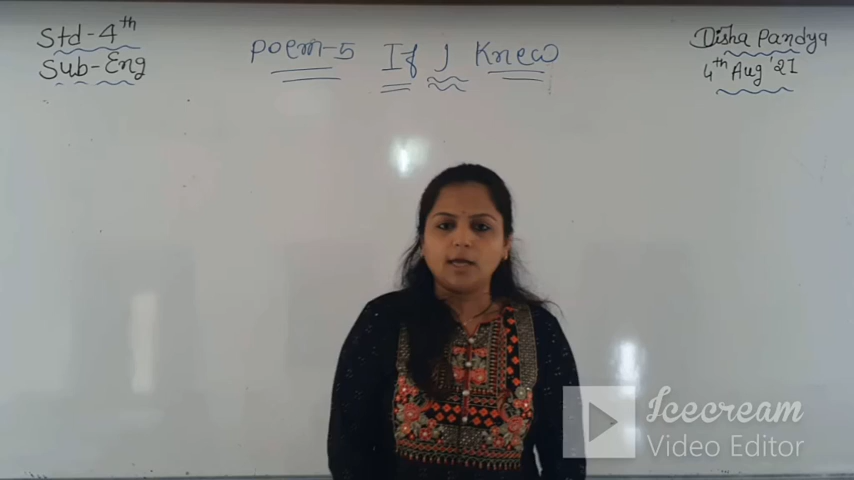 Std-4th
Sub-Eng
Poem-5 If I Knew
Disha Pandya
4th Aug '21
Icecream
Video Editor